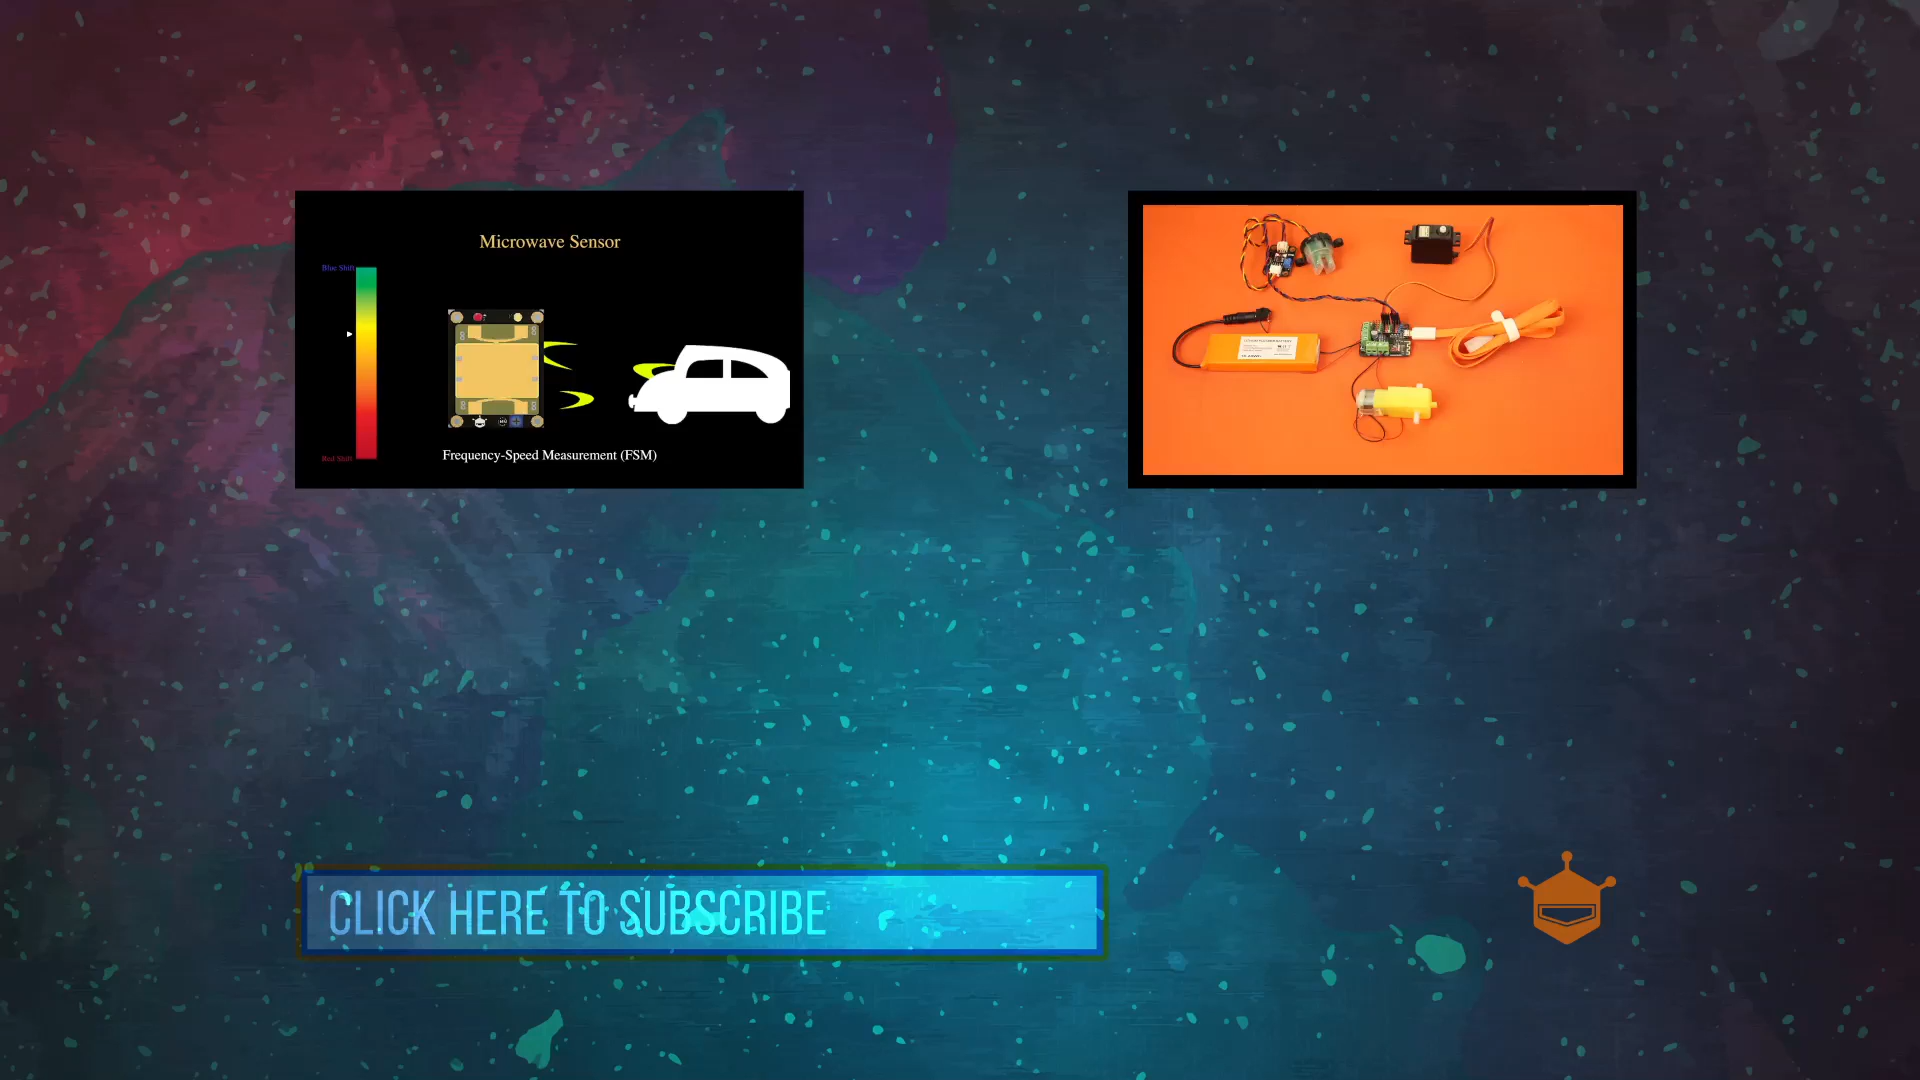 Microwave Sensor
Blue Shift
Red Shift
Frequency-Speed Measurement (FSM)
CLICK HERE TO SUBSCRIBE